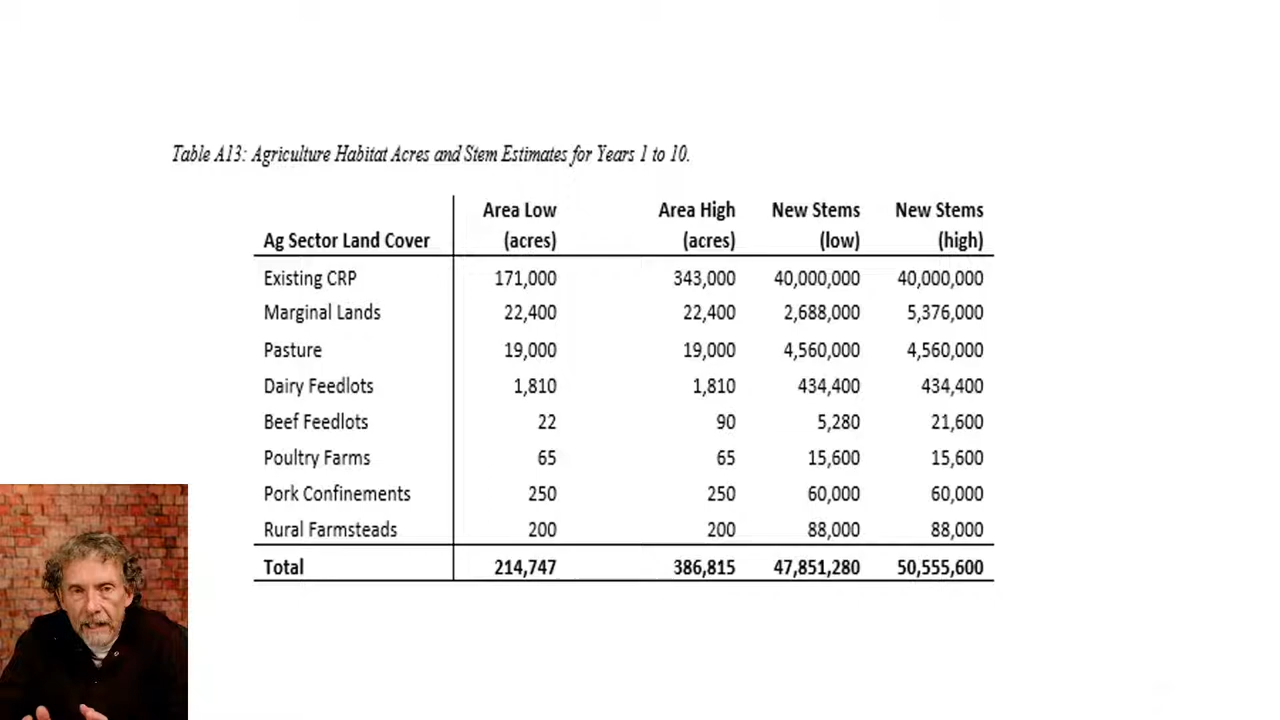 Table A13: Agriculture Habitat Acres and Stem Estimates for Years 1 to 10.
Area Low Area High New Stems New Stems
Ag Sector Land Cover (acres) (acres) (low) (high)
Existing CRP 171,000 343,000 40,000,000 40,000,000
Marginal Lands 22,400 22,400 2,688,000 5,376,000
Pasture 19,000 19,000 4,560,000 4,560,000
Dairy Feedlots 1,810 1,810 434,400 434,400
Beef Feedlots 22 90 5,280 21,600
Poultry Farms 65 65 15,600 15,600
Pork Confinements 250 250 60,000 60,000
Rural Farmsteads 200 200 88,000 88,000
Total 214,747 386,815 47,851,280 50,555,600